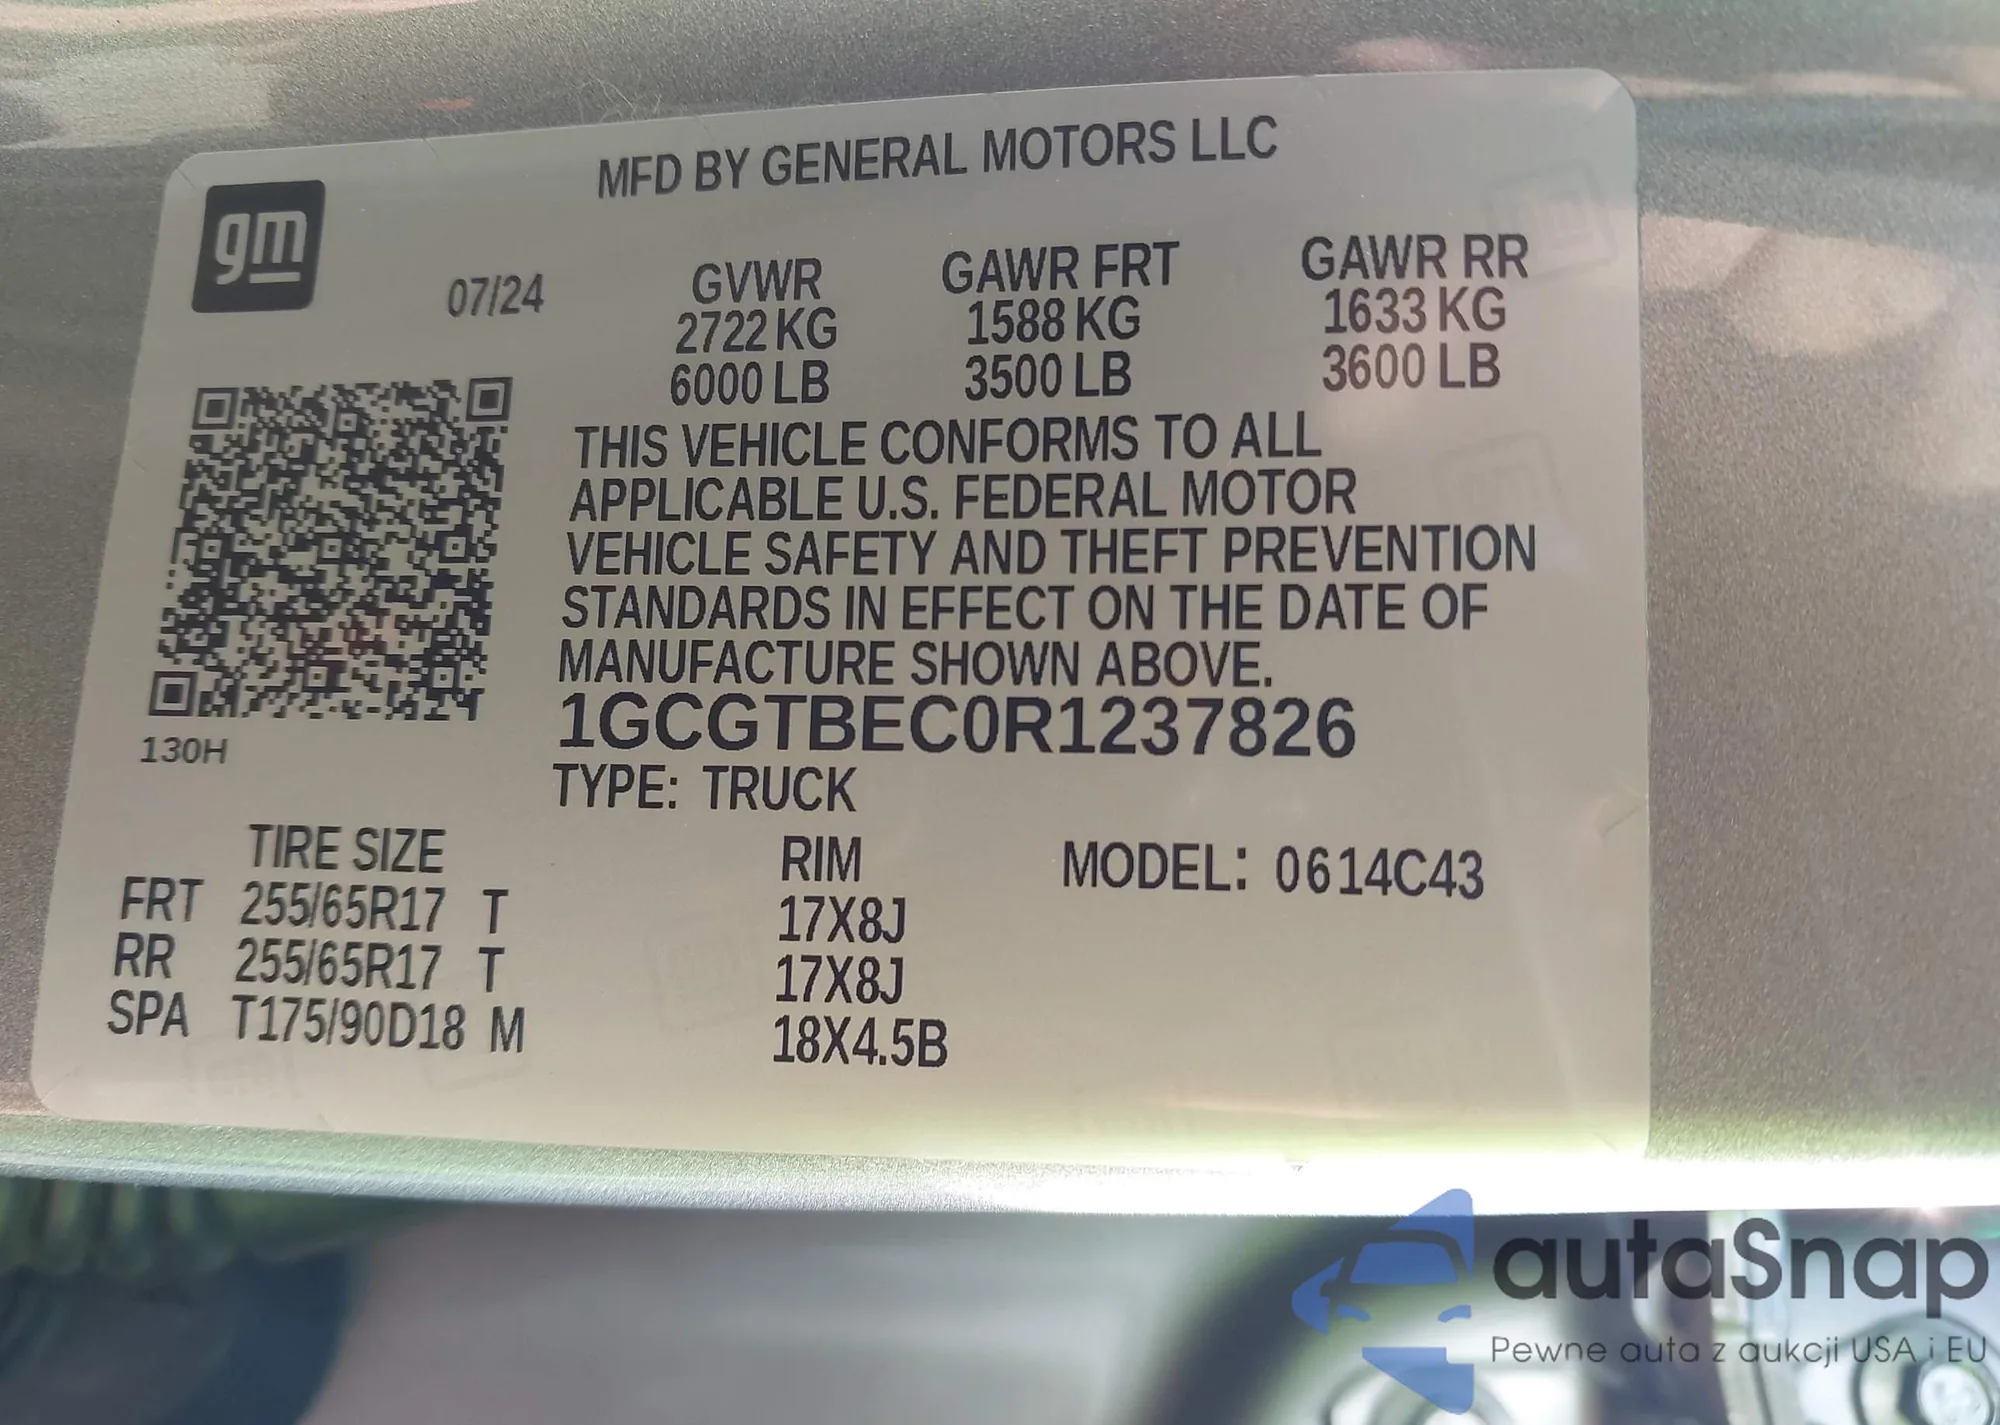 MFD BY GENERAL MOTORS LLC
gm
07/24 GVWR GAWR FRT GAWR RR
2722 KG 1588 KG 1633 KG
6000 LB 3500 LB 3600 LB
THIS VEHICLE CONFORMS TO ALL
APPLICABLE U.S. FEDERAL MOTOR
VEHICLE SAFETY AND THEFT PREVENTION
STANDARDS IN EFFECT ON THE DATE OF
MANUFACTURE SHOWN ABOVE.
1GCGTBEC0R1237826
130H
TYPE: TRUCK
TIRE SIZE RIM MODEL: 0614C43
FRT 255/65R17 T 17X8J
RR 255/65R17 T 17X8J
SPA T175/90D18 M 18X4.5B
autaSnap
Pewne auta z aukcji USA i EU